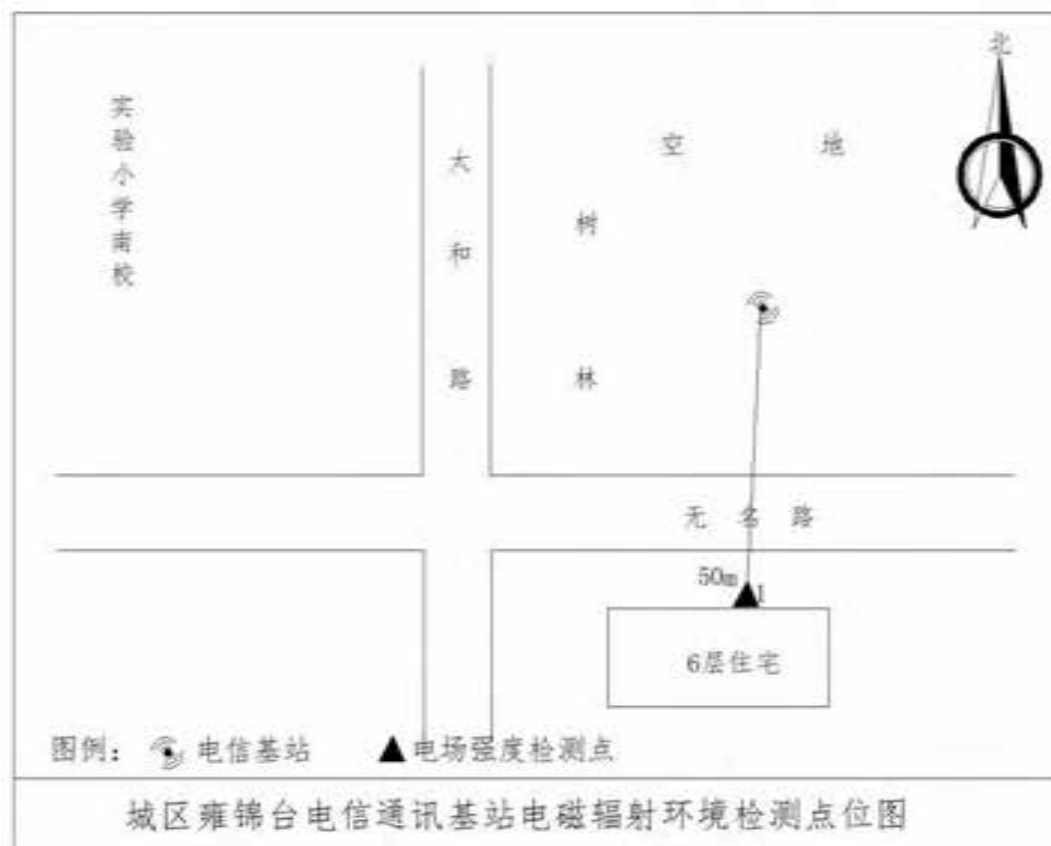 北
实验小学南校
大和路
空地
树林
无名路
50m
1
6层住宅
图例： 电信基站 电场强度检测点
城区雍锦台电信通讯基站电磁辐射环境检测点位图